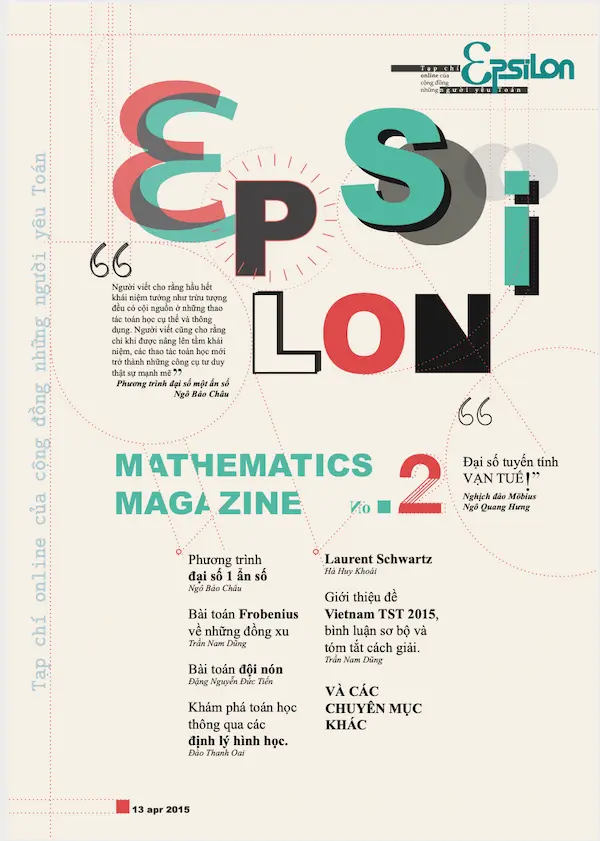 Tạp chí
online của
cộng đồng
những người yêu Toán
EPSILON
Tạp chí online của cộng đồng những người yêu Toán
EPSILON
“
Người viết cho rằng hầu hết
khái niệm tưởng như trừu tượng
đều có cội nguồn ở những thao
tác toán học cụ thể và thông
dụng. Người viết cũng cho rằng
chỉ khi được nâng lên tầm khái
niệm, các thao tác toán học mới
trở thành những công cụ tư duy
thật sự mạnh mẽ ”
Phương trình đại số một ẩn số
Ngô Bảo Châu
“
Đại số tuyến tính
VẠN TUẾ!”
Nghịch đảo Möbius
Ngô Quang Hưng
MATHEMATICS
MAGAZINE No.2
Phương trình
đại số 1 ẩn số
Ngô Bảo Châu
Bài toán Frobenius
về những đồng xu
Trần Nam Dũng
Bài toán đội nón
Đặng Nguyễn Đức Tiến
Khám phá toán học
thông qua các
định lý hình học.
Đào Thanh Oai
Laurent Schwartz
Hà Huy Khoái
Giới thiệu đề
Vietnam TST 2015,
bình luận sơ bộ và
tóm tắt cách giải.
Trần Nam Dũng
VÀ CÁC
CHUYÊN MỤC
KHÁC
13 apr 2015